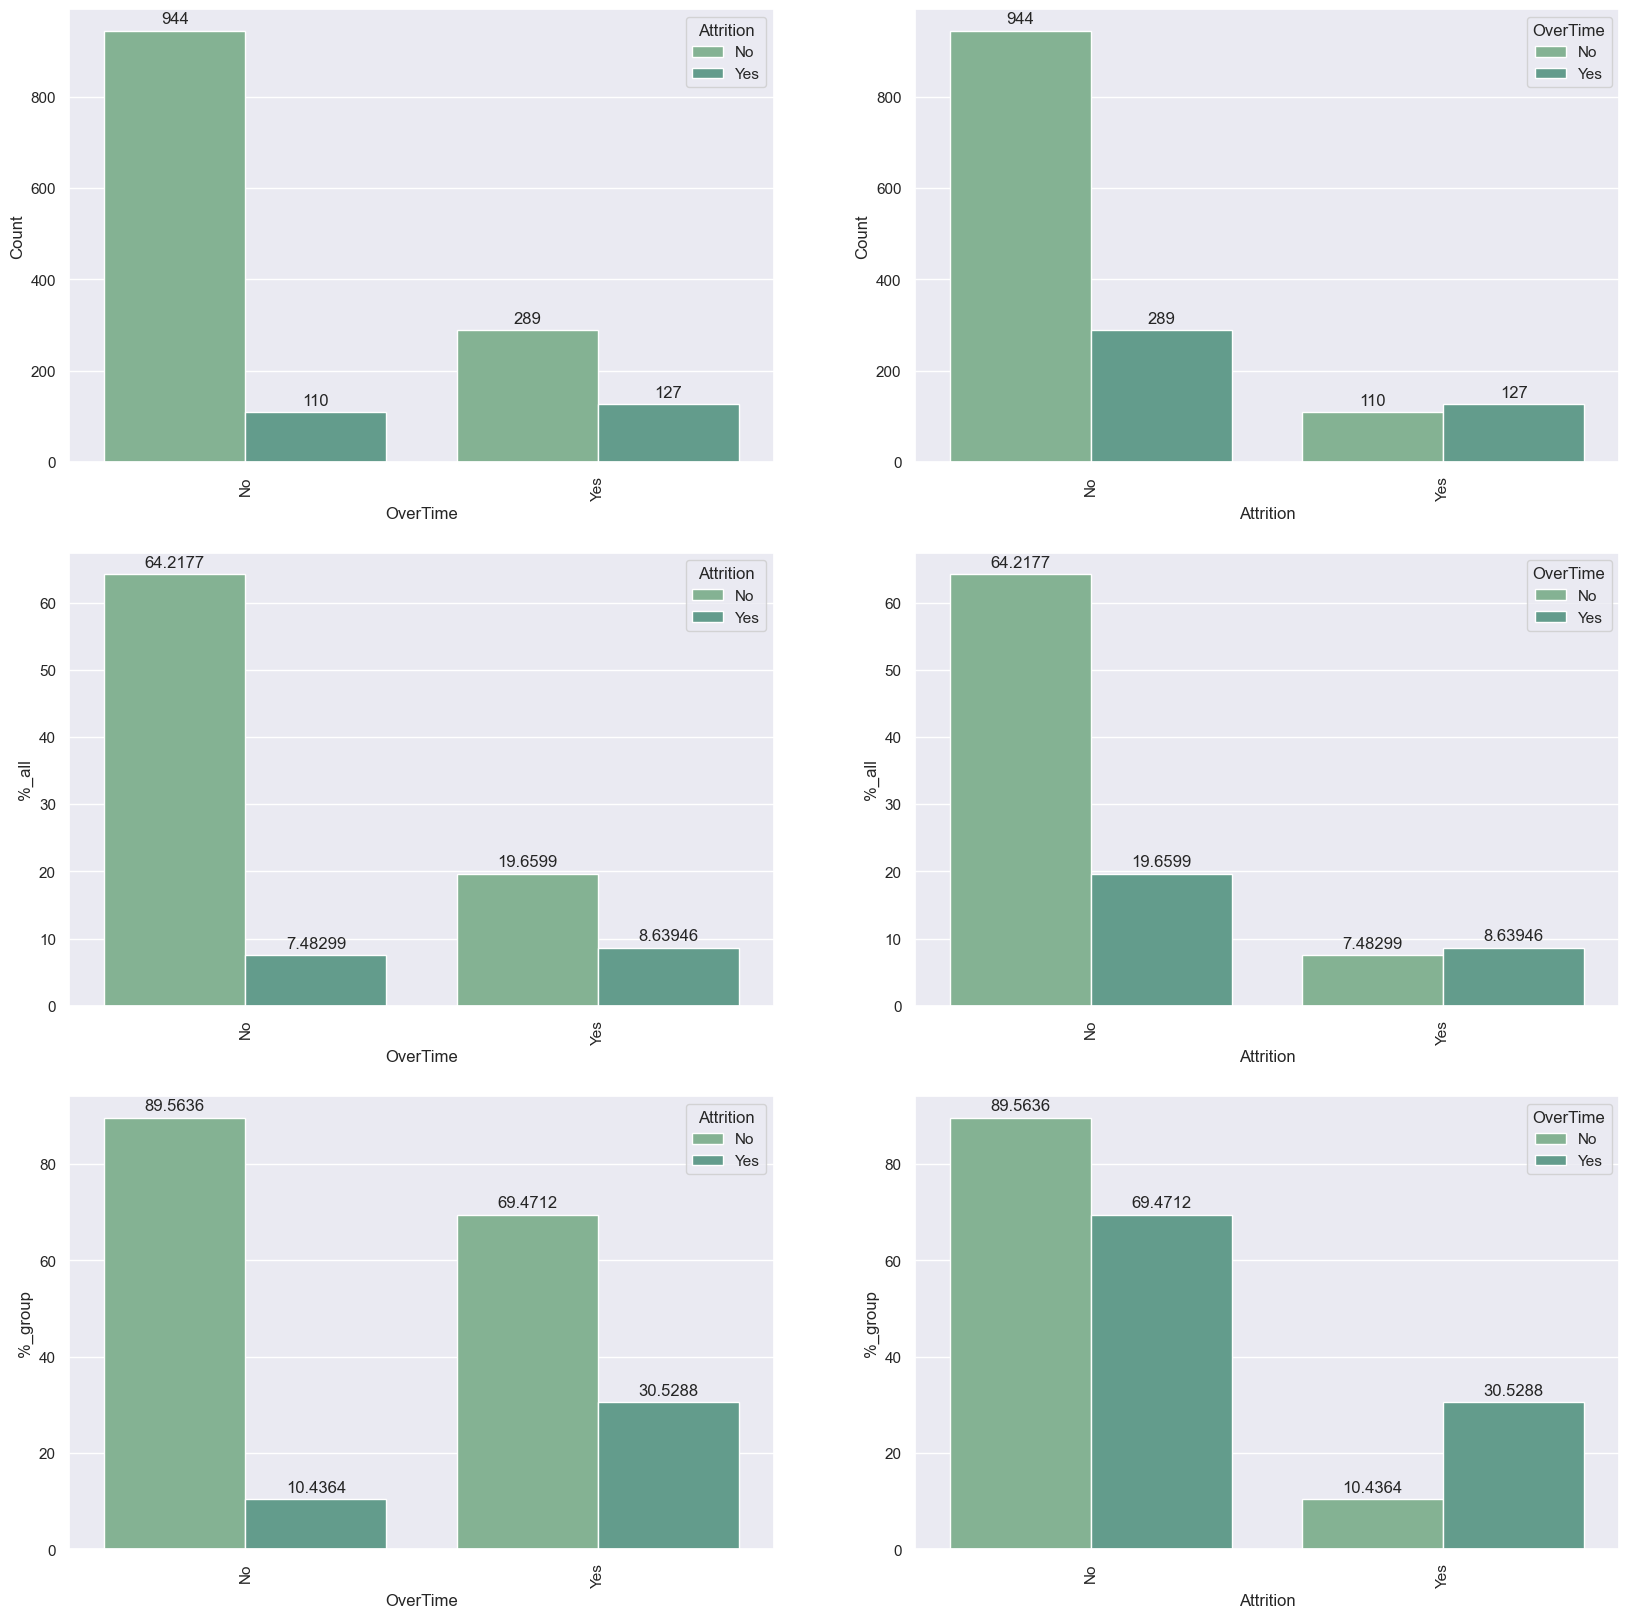 944
Attrition
No
Yes
800
600
400
200
0
Count
289
110
127
No
Yes
OverTime
944
OverTime
No
Yes
800
600
400
200
0
Count
289
110
127
No
Yes
Attrition
64.2177
Attrition
No
Yes
60
50
40
30
20
10
0
%_all
19.6599
7.48299
8.63946
No
Yes
OverTime
64.2177
OverTime
No
Yes
60
50
40
30
20
10
0
%_all
19.6599
7.48299
8.63946
No
Yes
Attrition
89.5636
Attrition
No
Yes
80
60
40
20
0
%_group
69.4712
30.5288
10.4364
No
Yes
OverTime
89.5636
OverTime
No
Yes
80
60
40
20
0
%_group
69.4712
30.5288
10.4364
No
Yes
Attrition